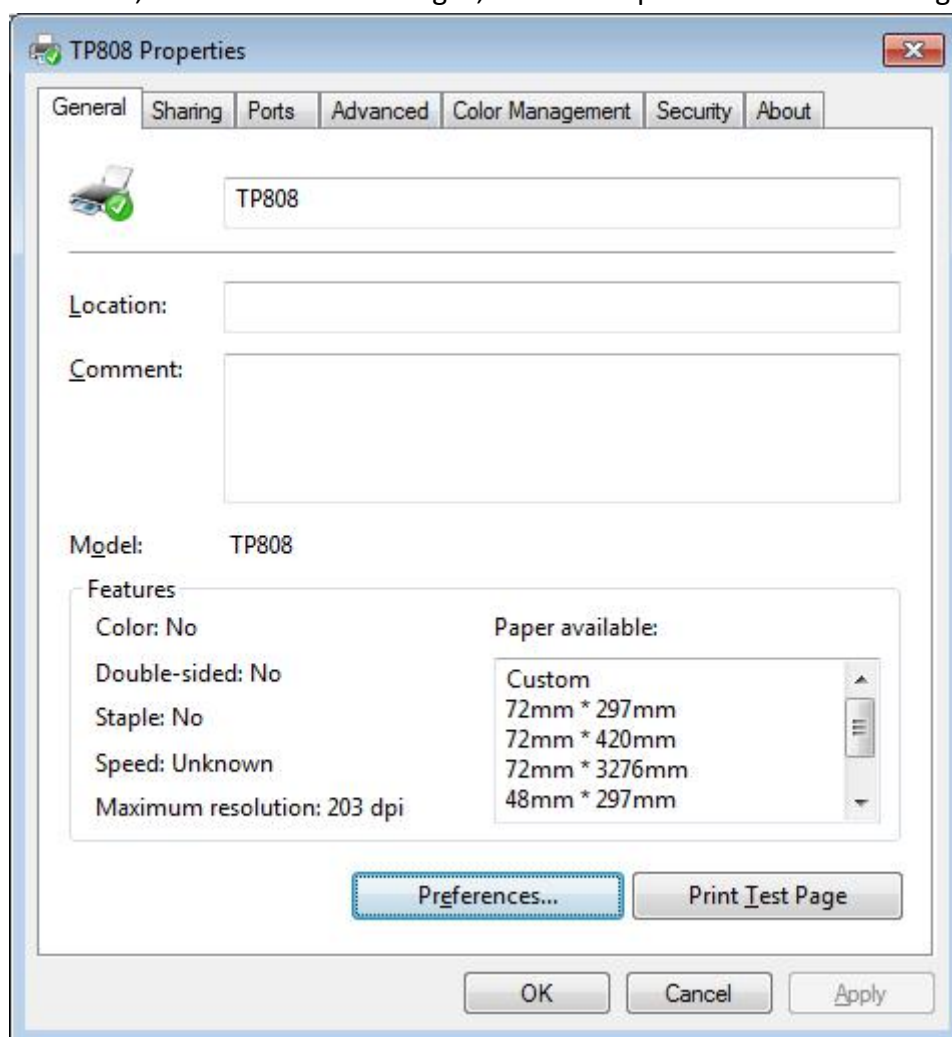 TP808 Properties
General Sharing Ports Advanced Color Management Security About
TP808
Location:
Comment:
Model: TP808
Features
Color: No
Double-sided: No
Staple: No
Speed: Unknown
Maximum resolution: 203 dpi
Paper available:
Custom
72mm * 297mm
72mm * 420mm
72mm * 3276mm
48mm * 297mm
Preferences...
Print Test Page
OK Cancel Apply